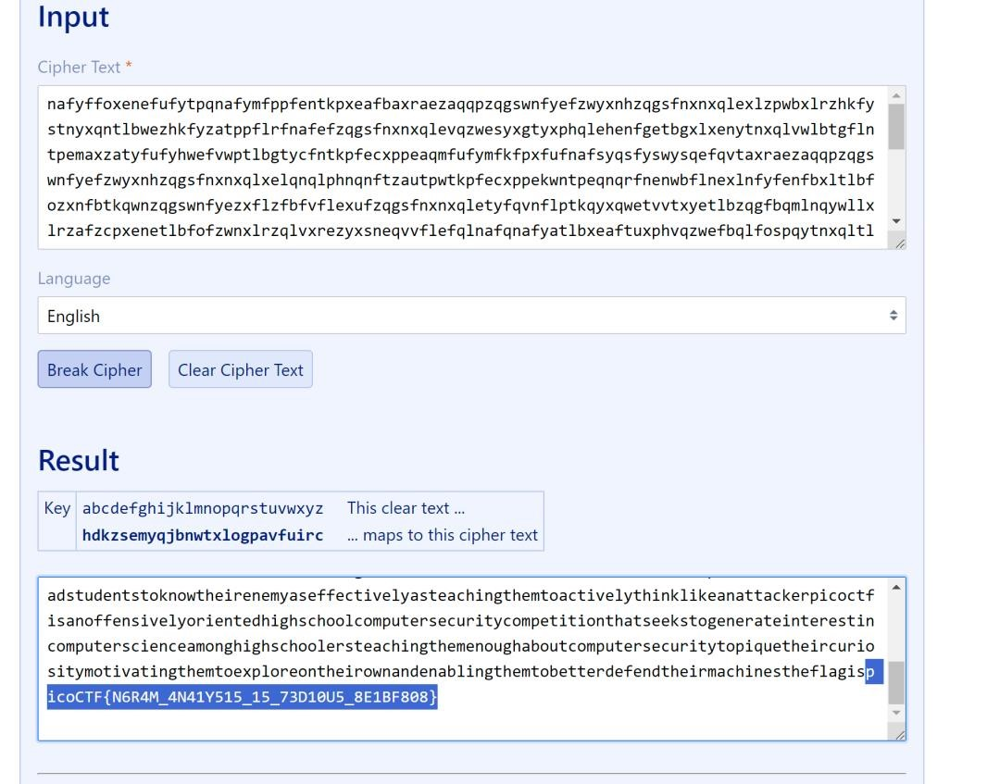 Input
Cipher Text *
nafyffoxenefufytpqnafymfppfentkpxeafbaxraezaqqpzqgswnfyefzwyxnhzqgsfnxnxqlexlzpwbxlrzhkfy
stnyxqntlbwezhkfyzatppflrfnafefzqgsfnxnxqlevqzwesyxgtyxphqlehenfgetbgxlxenytnxqlvwlbtgfln
tpemaxzatyfufyhwefvwptlbgtycfntkpfecxppeaqmfufymfkfpxfufnafsyqsfyswysqefqvtaxraezaqqpzqgs
wnfyefzwyxnhzqgsfnxnxqlxelqnqlphnqnftzautpwtkpfecxppekwntpeqnqrfnenwbflnexlnfyfenfbxltlbf
ozxnfbtkqwnzqgswnfyezxflzfbfvflexufzqgsfnxnxqletyfqvnflptkqyxqwetvvtxyetlbzqgfbqmlnqywllx
lrzafzcpxenetlbfofzwnxlrzqlvxrezyxsneqvvflefqlnafqnafyatlbxeaftuxphvqzwefbqlfospqytnxqltl
Language
English
Break Cipher Clear Cipher Text
Result
Key abcdefghijklmnopqrstuvwxyz This clear text ...
hdkzsemyqjbnwtxlogpavfuirc ... maps to this cipher text
adstudentstoknowtheirenemyaseffectivelyasteachingthemtoactivelythinklikeanattackerpicoctf
isanoffensivelyorientedhighschoolcomputersecuritycompetitionthatseekstogenerateinterestin
computerscienceamonghighschoolersteachingthemenoughaboutcomputersecuritytopiquetheircurio
sitymotivatingthemtoexploreontheirownandenablingthemtobetterdefendtheirmachinestheflagisp
icoCTF{N6R4M_4N41Y515_15_73D10U5_8E1BF808}